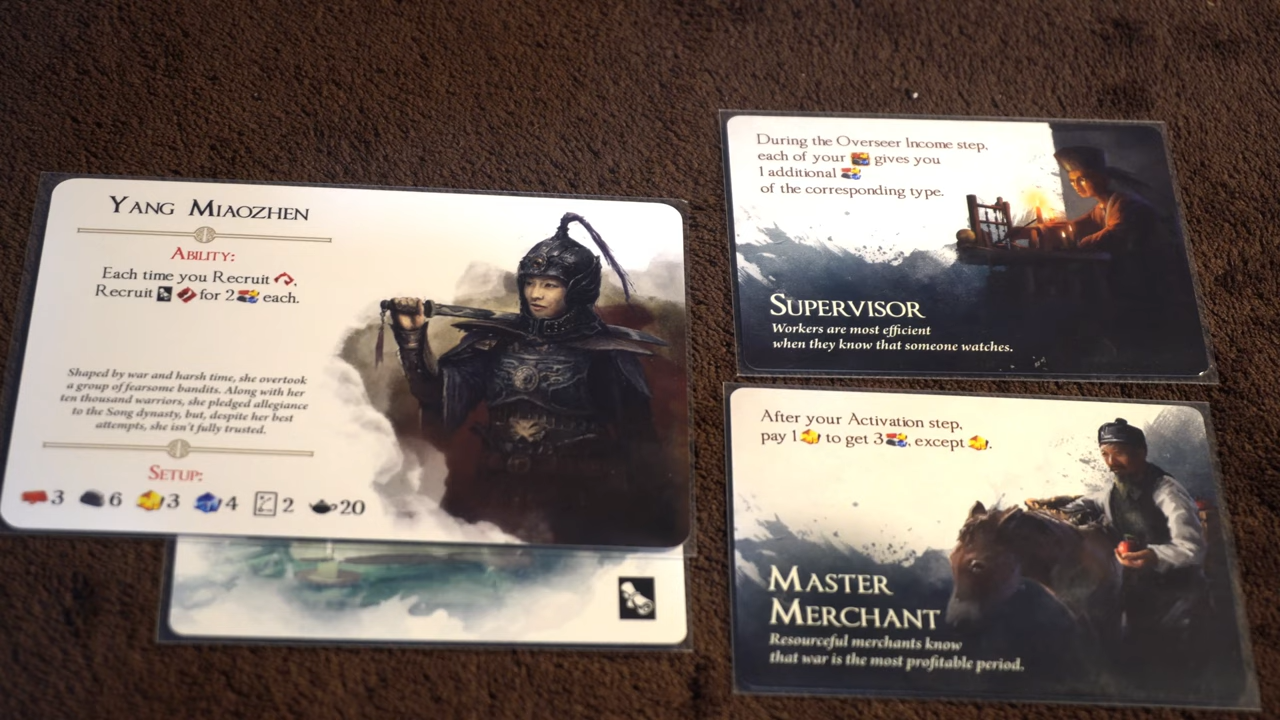 YANG MIAOZHEN
ABILITY:
Each time you Recruit ,
Recruit for 2 each.
Shaped by war and harsh time, she overtook
a group of fearsome bandits. Along with her
ten thousand warriors, she pledged allegiance
to the Song dynasty, but, despite her best
attempts, she isn't fully trusted.
SETUP:
3 6 3 4 2 20
During the Overseer Income step,
each of your gives you
1 additional
of the corresponding type.
SUPERVISOR
Workers are most efficient
when they know that someone watches.
After your Activation step,
pay 1 to get 3 , except .
MASTER
MERCHANT
Resourceful merchants know
that war is the most profitable period.